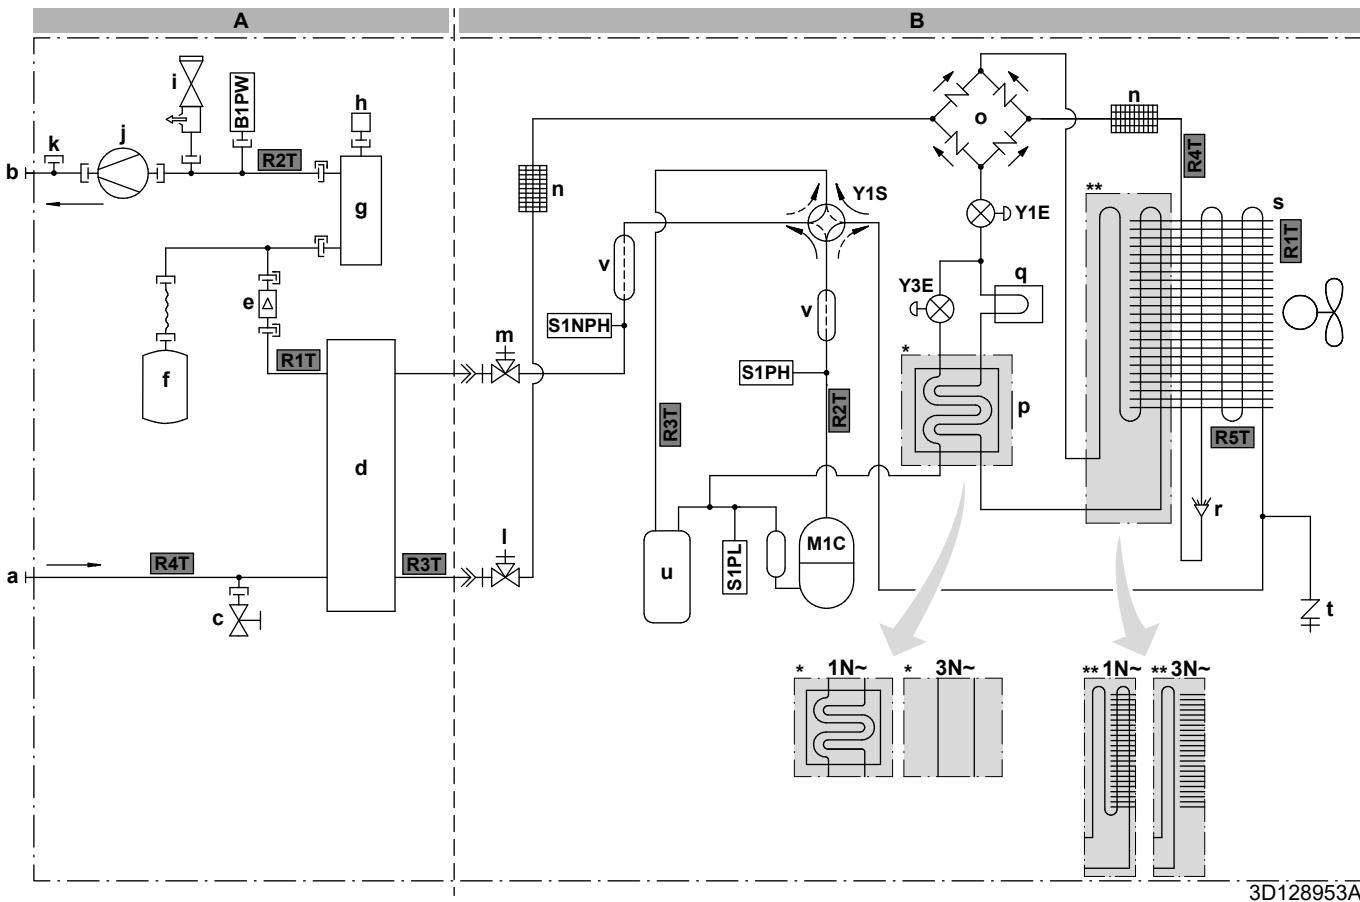 A B
i B1PW h o n
k j R2T R4T
b n g ** s
Y1S Y1E R1T
v q
e Y3E
v
S1NPH
m *
R1T S1PH
f p
R3T R2T R5T
d
r
l M1C
R4T R3T u S1PL
a
c t
* 1N~ * 3N~ ** 1N~ ** 3N~
3D128953A